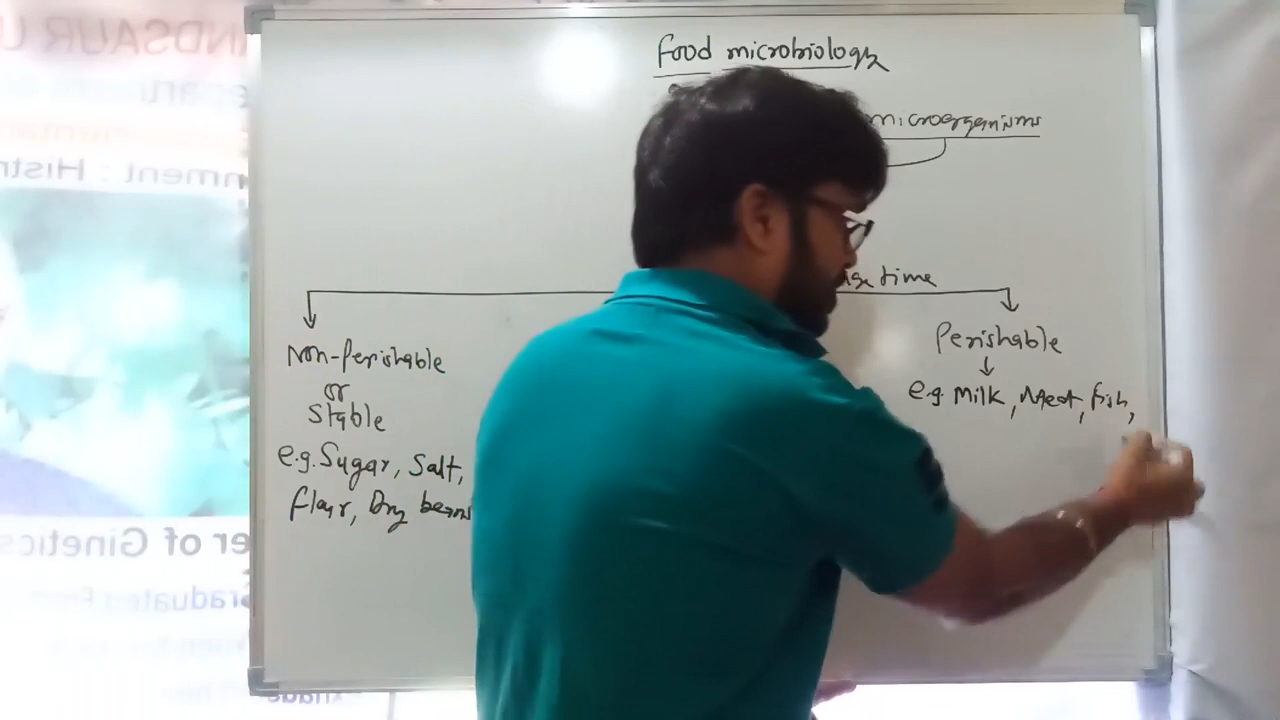 Food microbiology
microorganisms
time
Non-Perishable
or
Stable
e.g. Sugar, Salt,
flour, Dry beans
Perishable
e.g. Milk, Meat, fish,